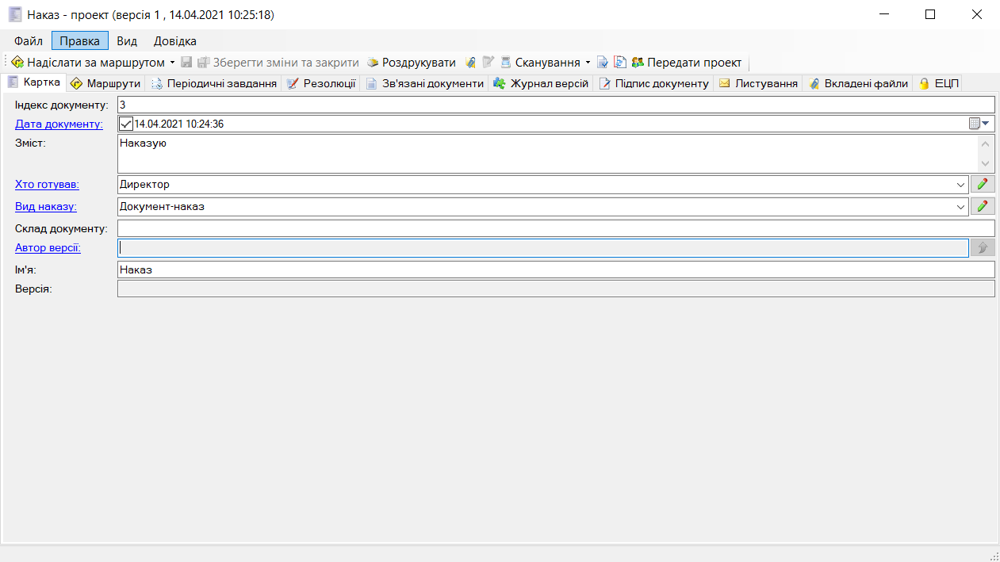 Наказ - проект (версія 1 , 14.04.2021 10:25:18)
Файл Правка Вид Довідка
Надіслати за маршрутом Зберегти зміни та закрити Роздрукувати Сканування Передати проект
Картка Маршрути Періодичні завдання Резолюції Зв'язані документи Журнал версій Підпис документу Листування Вкладені файли ЕЦП
Індекс документу: 3
Дата документу: 14.04.2021 10:24:36
Зміст: Наказую
Хто готував: Директор
Вид наказу: Документ-наказ
Склад документу:
Автор версії:
Ім'я: Наказ
Версія: